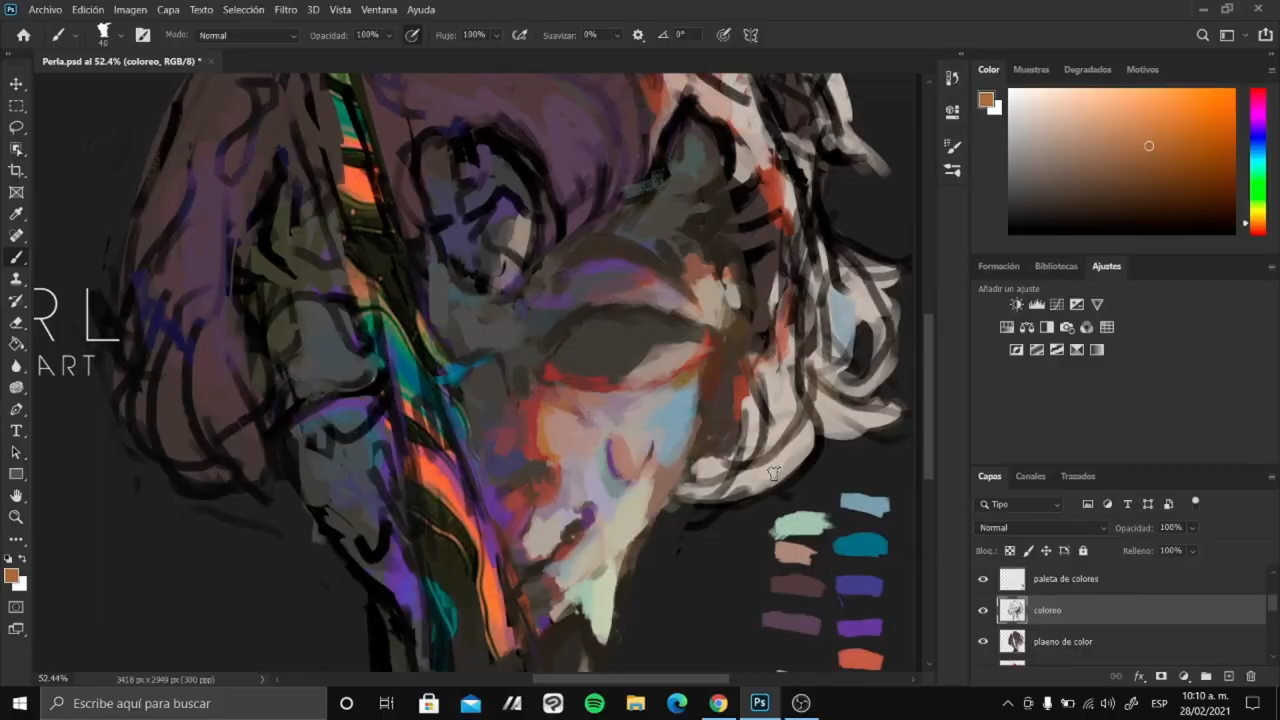 Archivo Edición Imagen Capa Texto Selección Filtro 3D Vista Ventana Ayuda
40 Modo: Normal Opacidad: 100% Flujo: 100% Suavizar: 0% 0°
Perla.psd al 52.4% (coloreo, RGB/8) *
Color Muestras Degradados Motivos
Formación Bibliotecas Ajustes
Añadir un ajuste
RL
ART
Capas Canales Trazados
Tipo
Normal Opacidad: 100%
Bloq.: Relleno: 100%
paleta de colores
coloreo
plaeno de color
52.44% 3418 px x 2949 px (300 ppp)
Escribe aquí para buscar
Ps
ESP
10:10 a. m.
28/02/2021